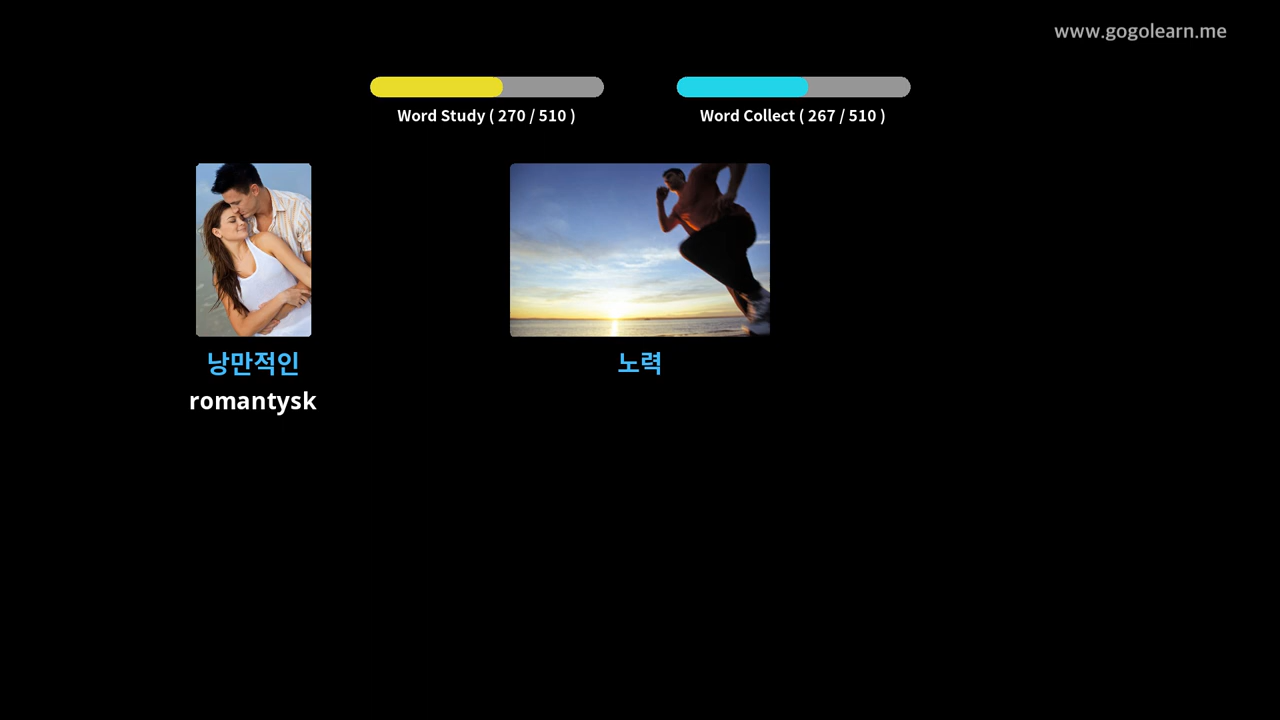 www.gogolearn.me
Word Study ( 270 / 510 )
Word Collect ( 267 / 510 )
낭만적인
romantysk
노력